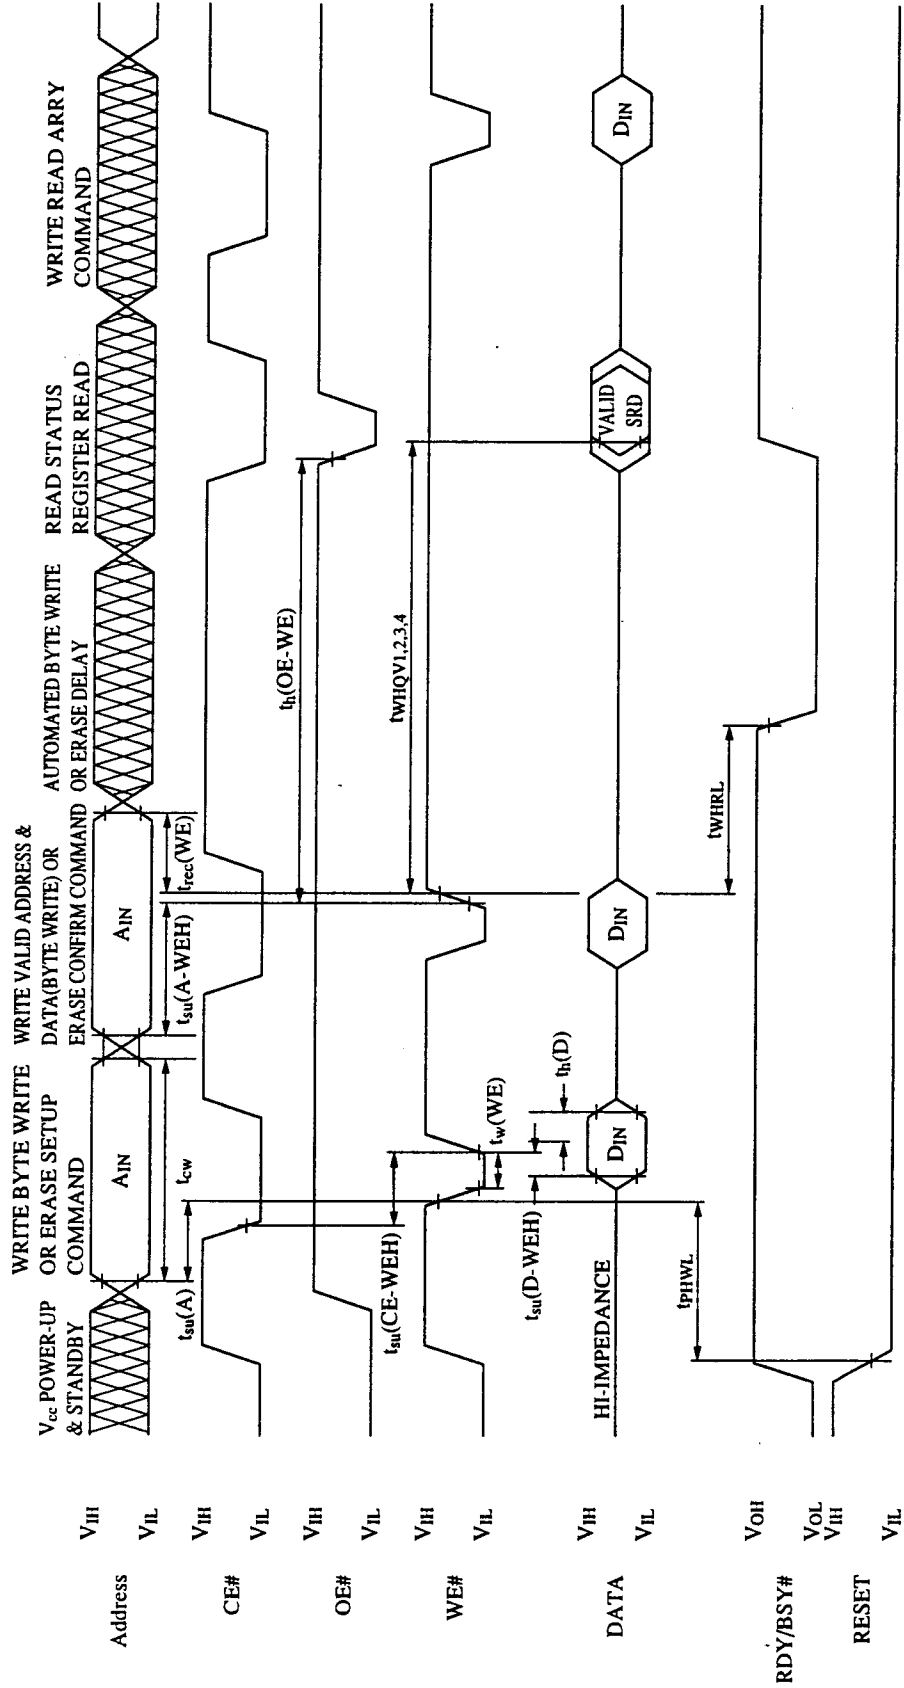 Vcc POWER-UP
& STANDBY
WRITE BYTE WRITE
OR ERASE SETUP
COMMAND
WRITE VALID ADDRESS &
DATA(BYTE WRITE) OR
ERASE CONFIRM COMMAND
AUTOMATED BYTE WRITE
OR ERASE DELAY
READ STATUS
REGISTER READ
WRITE READ ARRY
COMMAND
Address
VIH
VIL
AIN
AIN
tcw
tsu(A)
tsu(A-WEH)
trec(WE)
CE#
VIH
VIL
OE#
VIH
VIL
th(OE-WE)
tsu(CE-WEH)
WE#
VIH
VIL
tWHQV1,2,3,4
tw(WE)
tsu(D-WEH)
th(D)
DATA
VIH
VIL
HI-IMPEDANCE
DIN
DIN
VALID
SRD
DIN
tPHWL
tWHRL
RDY/BSY#
VOH
VOL
RESET
VIH
VIL